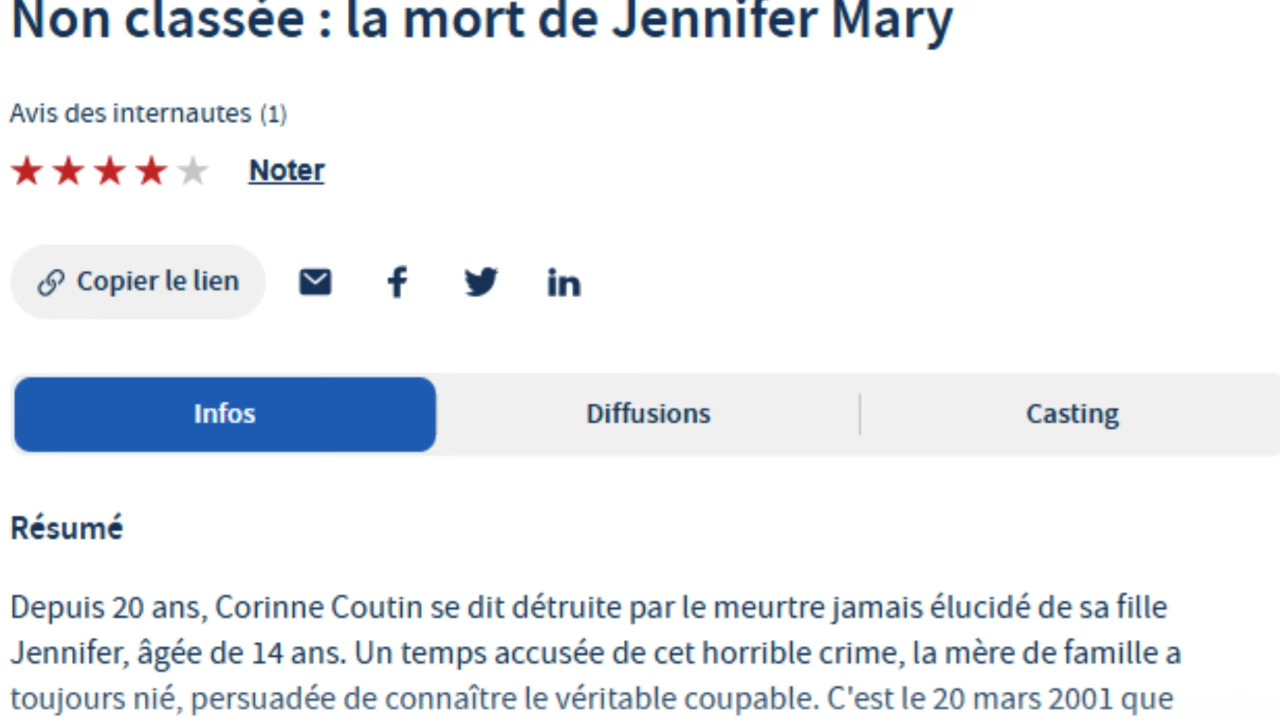 Non classée : la mort de Jennifer Mary
Avis des internautes (1)
Noter
Copier le lien
Infos
Diffusions
Casting
Résumé
Depuis 20 ans, Corinne Coutin se dit détruite par le meurtre jamais élucidé de sa fille
Jennifer, âgée de 14 ans. Un temps accusée de cet horrible crime, la mère de famille a
toujours nié, persuadée de connaître le véritable coupable. C'est le 20 mars 2001 que